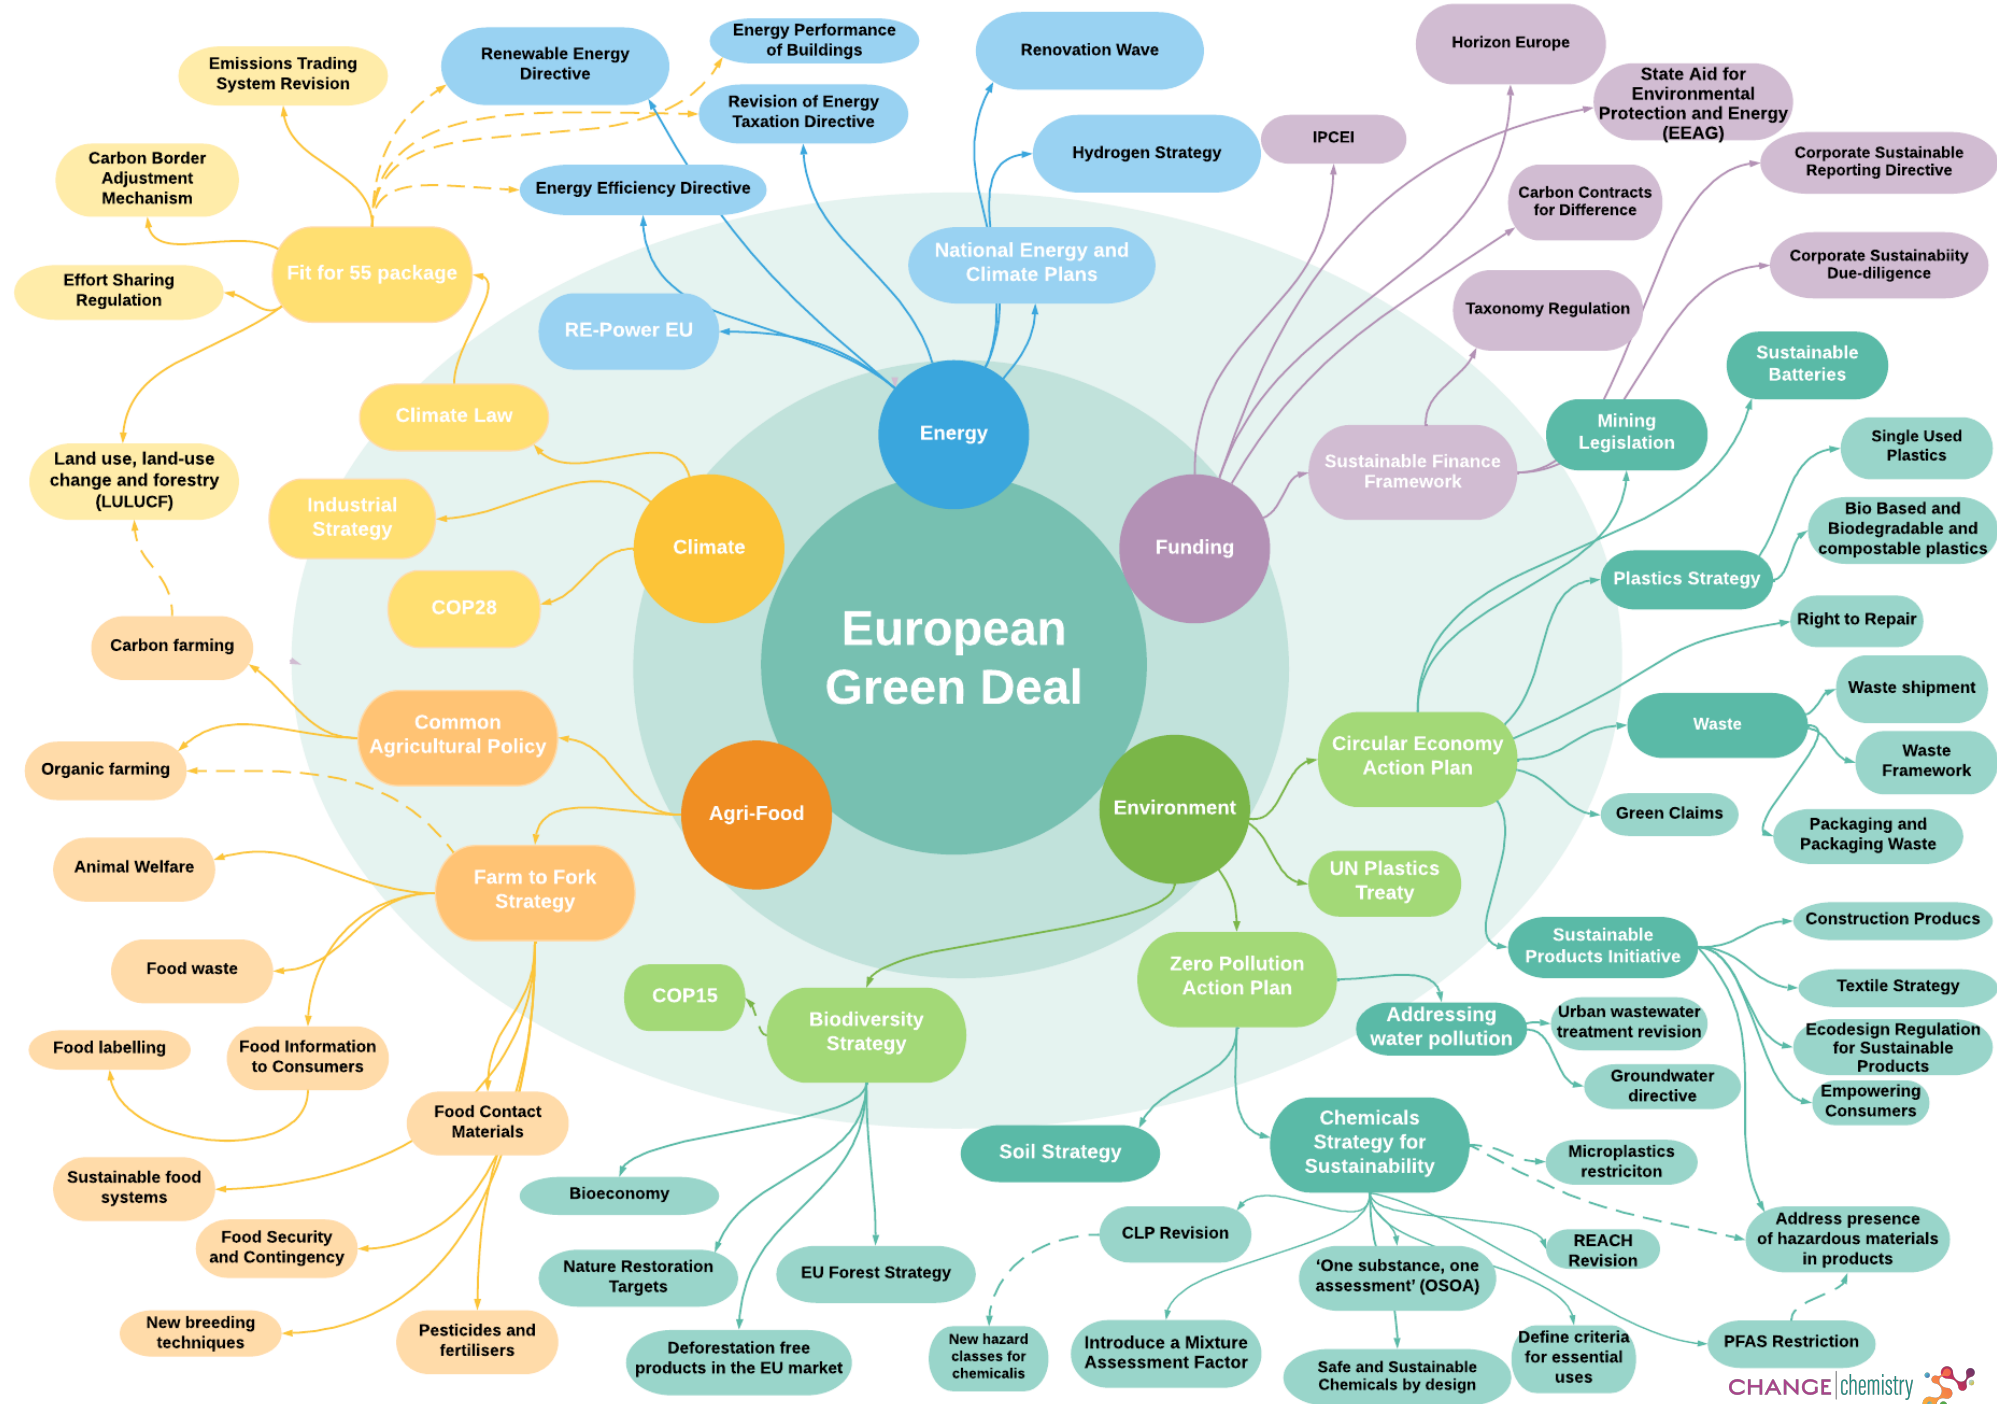 Energy Performance
of Buildings
Renewable Energy
Directive
Renovation Wave
Horizon Europe
Emissions Trading
System Revision
Revision of Energy
Taxation Directive
State Aid for
Environmental
Protection and Energy
(EEAG)
IPCEI
Hydrogen Strategy
Carbon Border
Adjustment
Mechanism
Corporate Sustainable
Reporting Directive
Energy Efficiency Directive
Carbon Contracts
for Difference
National Energy and
Climate Plans
Fit for 55 package
Corporate Sustainabiity
Due-diligence
Effort Sharing
Regulation
Taxonomy Regulation
RE-Power EU
Sustainable
Batteries
Climate Law
Energy
Mining
Legislation
Single Used
Plastics
Land use, land-use
change and forestry
(LULUCF)
Sustainable Finance
Framework
Industrial
Strategy
Bio Based and
Biodegradable and
compostable plastics
Climate
Funding
Plastics Strategy
COP28
European
Green Deal
Right to Repair
Carbon farming
Waste shipment
Common
Agricultural Policy
Waste
Circular Economy
Action Plan
Waste
Framework
Organic farming
Agri-Food
Environment
Green Claims
Packaging and
Packaging Waste
Animal Welfare
Farm to Fork
Strategy
UN Plastics
Treaty
Construction Producs
Sustainable
Products Initiative
Food waste
Zero Pollution
Action Plan
COP15
Textile Strategy
Biodiversity
Strategy
Addressing
water pollution
Urban wastewater
treatment revision
Ecodesign Regulation
for Sustainable
Products
Food labelling
Food Information
to Consumers
Groundwater
directive
Empowering
Consumers
Food Contact
Materials
Chemicals
Strategy for
Sustainability
Soil Strategy
Microplastics
restriciton
Sustainable food
systems
Bioeconomy
Food Security
and Contingency
CLP Revision
REACH
Revision
Address presence
of hazardous materials
in products
Nature Restoration
Targets
EU Forest Strategy
‘One substance, one
assessment’ (OSOA)
New breeding
techniques
Pesticides and
fertilisers
Deforestation free
products in the EU market
New hazard
classes for
chemicalis
Introduce a Mixture
Assessment Factor
Safe and Sustainable
Chemicals by design
Define criteria
for essential
uses
PFAS Restriction
CHANGE chemistry